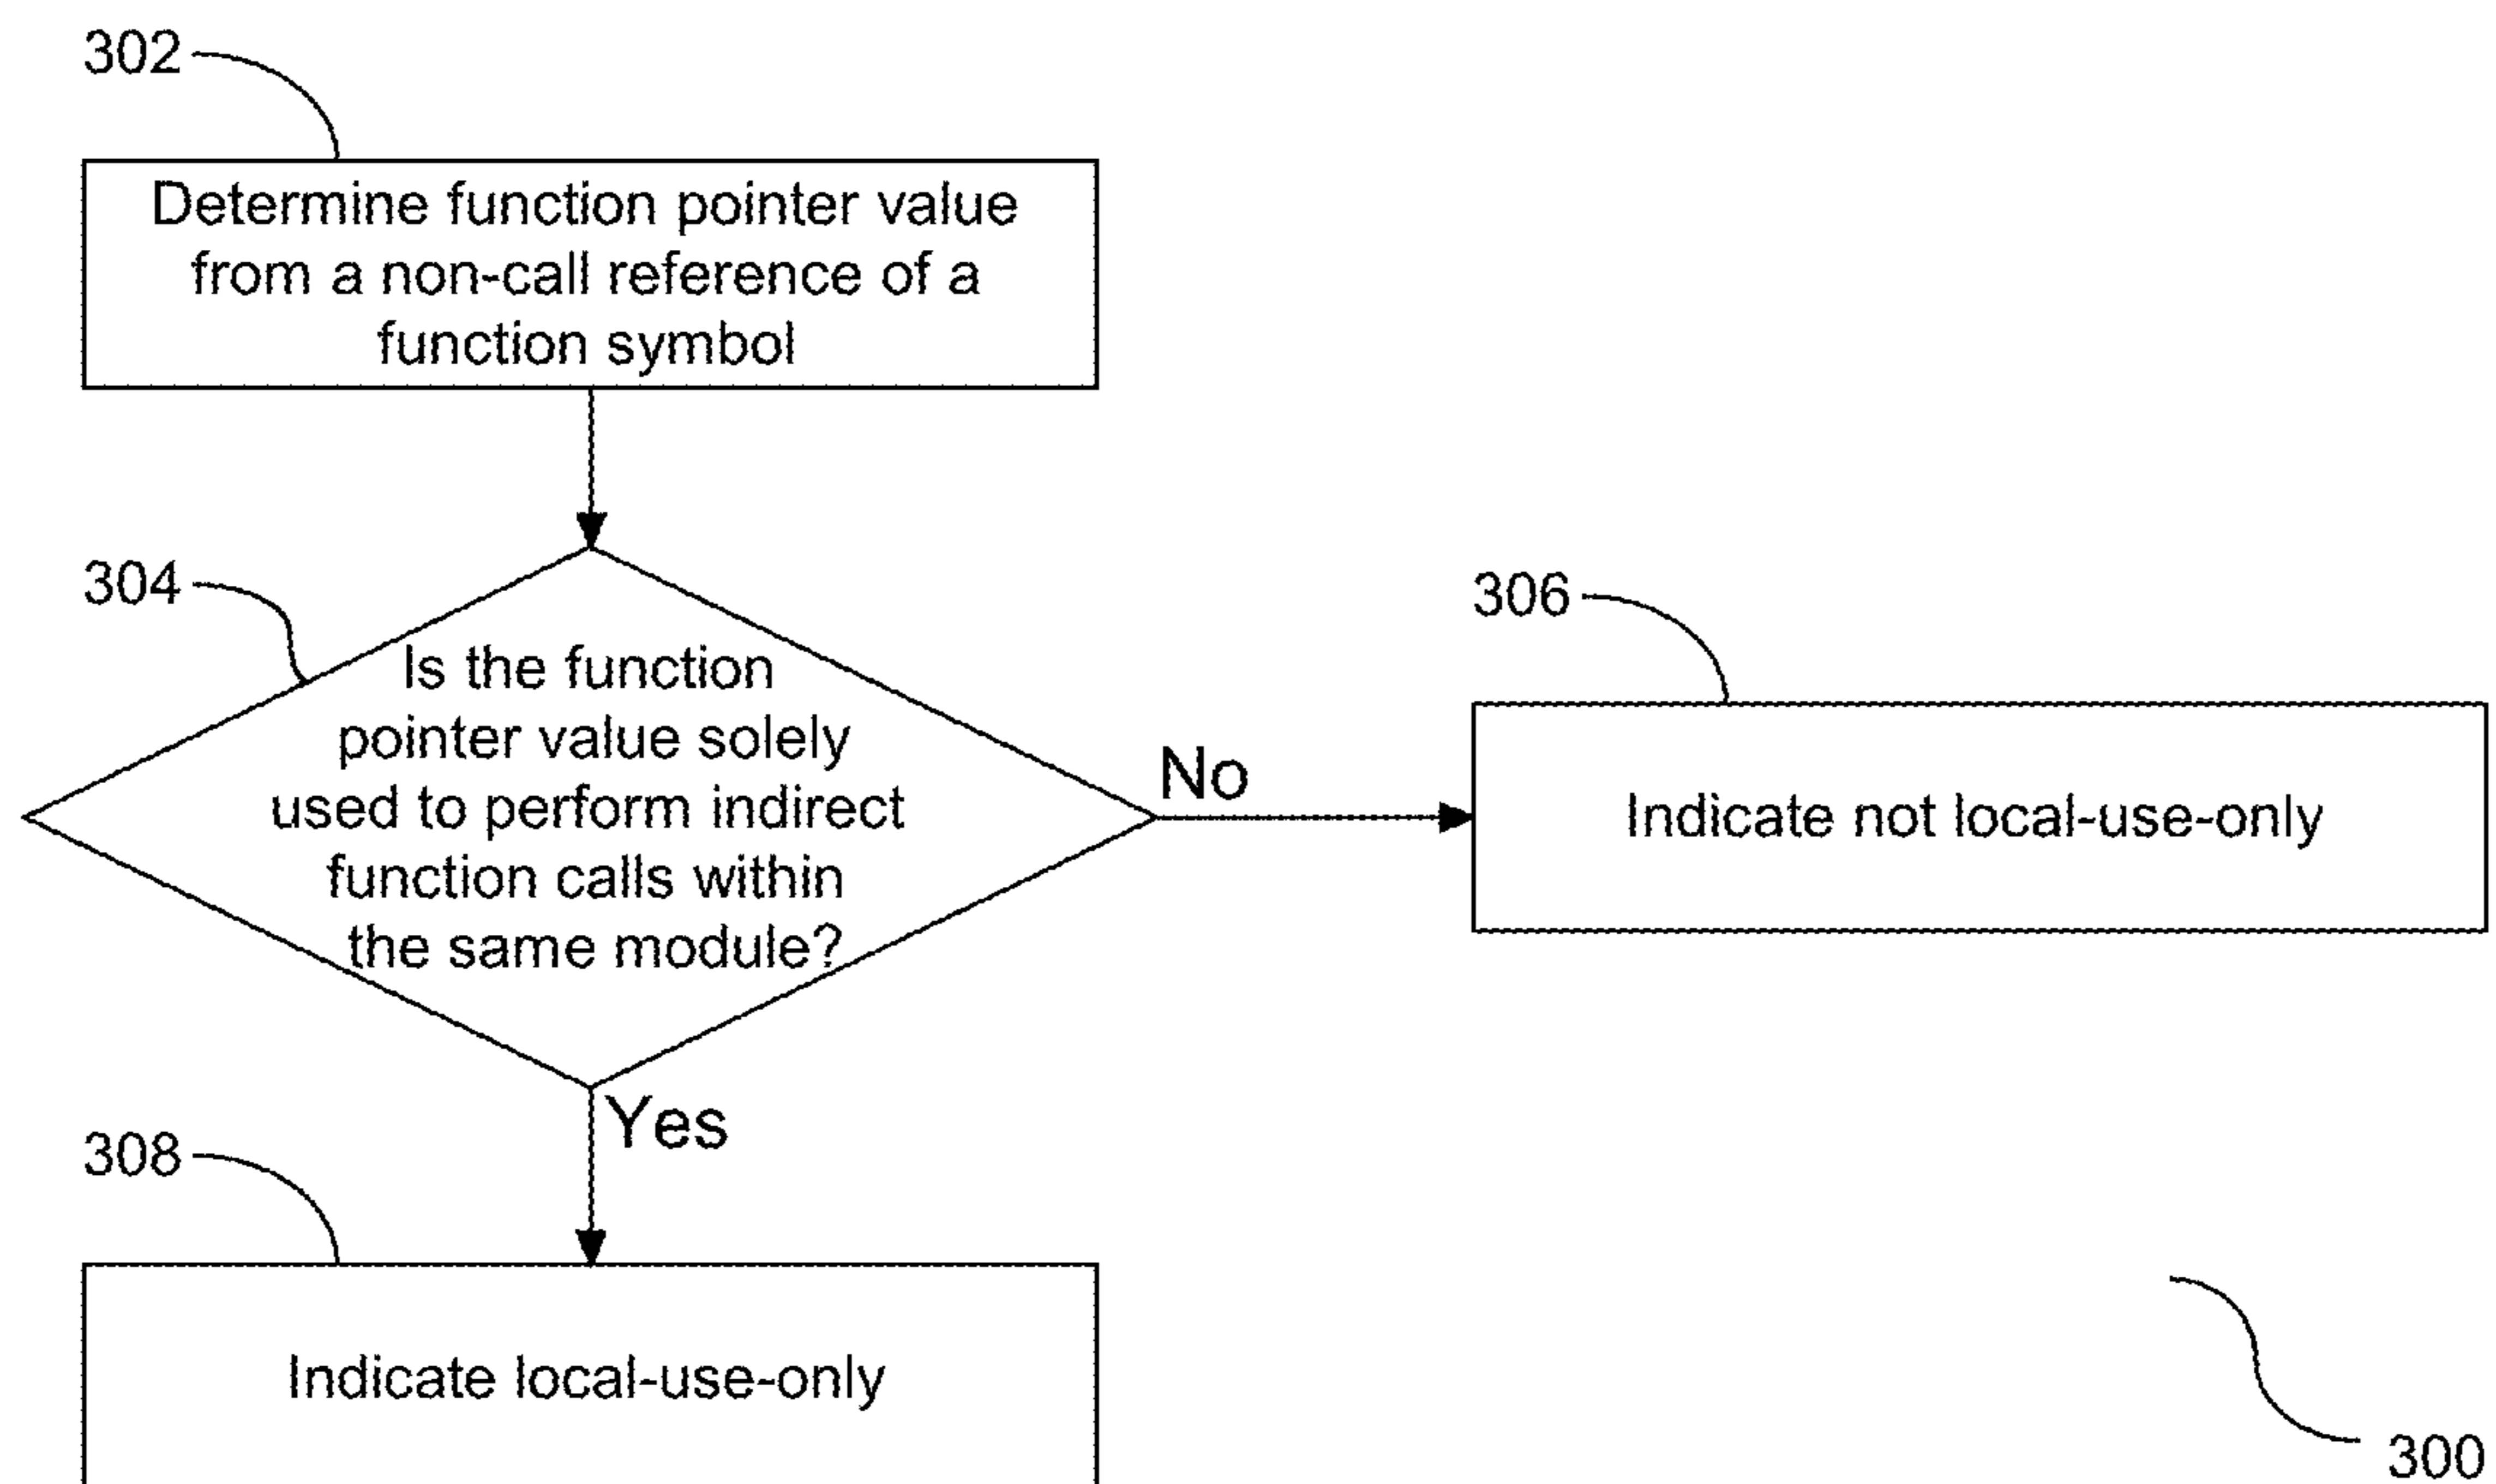 302
Determine function pointer value
from a non-call reference of a
function symbol
304
Is the function
pointer value solely
used to perform indirect
function calls within
the same module?
No
306
Indicate not local-use-only
Yes
308
Indicate local-use-only
300